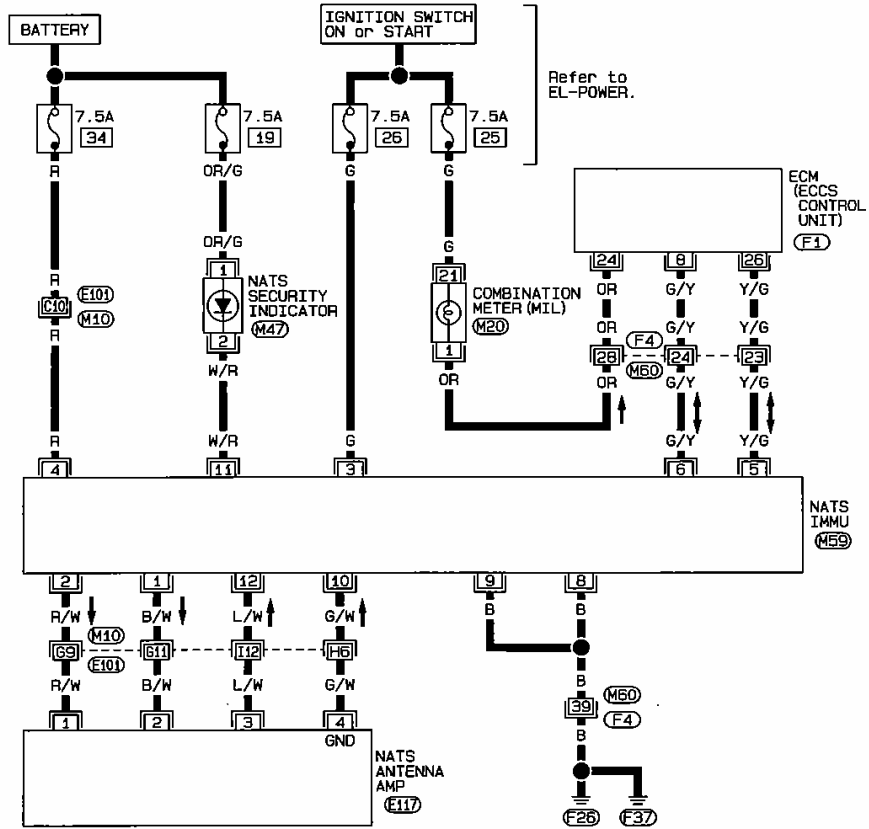 BATTERY
IGNITION SWITCH
ON or START
Refer to
EL-POWER.
7.5A 7.5A 7.5A 7.5A
34 19 26 25
R OR/G G G
ECM
(ECCS
CONTROL
UNIT)
F1
OR/G G
24 8 26
R 1 21 OR G/Y Y/G
NATS
SECURITY
INDICATOR
M47
COMBINATION
METER (MIL)
M20
C10 E101
M10
R 2 1 OR G/Y Y/G
F4
28 24 23
M60
W/R OR OR G/Y Y/G
R W/R G G/Y Y/G
4 11 3 6 5
NATS
IMMU
M59
2 1 12 10 9 8
R/W B/W L/W G/W B B
M10
G9 G11 I12 H6
E101
R/W B/W L/W G/W B
M60
39
F4
1 2 3 4 B
GND
NATS
ANTENNA
AMP
E117
F26 F37